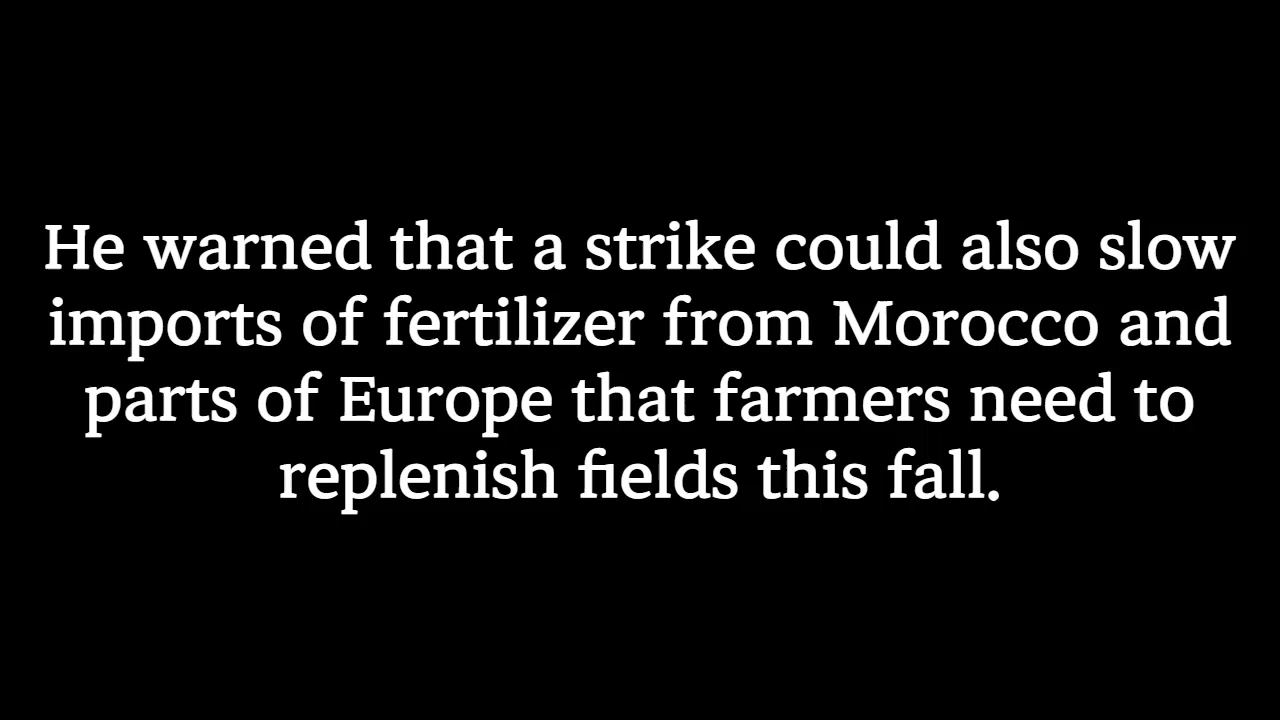 He warned that a strike could also slow
imports of fertilizer from Morocco and
parts of Europe that farmers need to
replenish fields this fall.